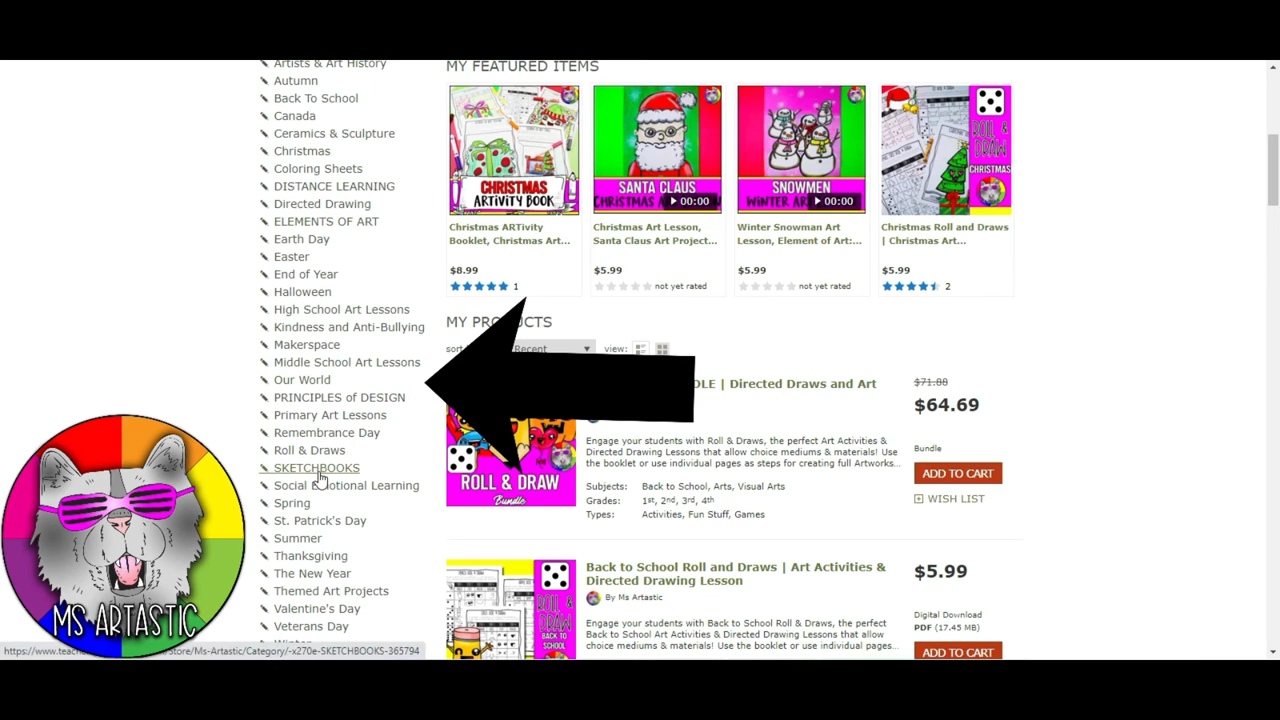 Artists & Art History
Autumn
Back To School
Canada
Ceramics & Sculpture
Christmas
Coloring Sheets
DISTANCE LEARNING
Directed Drawing
ELEMENTS OF ART
Earth Day
Easter
End of Year
Halloween
High School Art Lessons
Kindness and Anti-Bullying
Makerspace
Middle School Art Lessons
Our World
PRINCIPLES of DESIGN
Primary Art Lessons
Remembrance Day
Roll & Draws
SKETCHBOOKS
Social Emotional Learning
Spring
St. Patrick's Day
Summer
Thanksgiving
The New Year
Themed Art Projects
Valentine's Day
Veterans Day
MS ARTASTIC
MY FEATURED ITEMS
CHRISTMAS
ARTIVITY BOOK
Christmas ARTivity
Booklet, Christmas Art...
$8.99
1
SANTA CLAUS
00:00
Christmas Art Lesson,
Santa Claus Art Project...
$5.99
not yet rated
SNOWMEN
00:00
Winter Snowman Art
Lesson, Element of Art:...
$5.99
not yet rated
ROLL &
DRAW
CHRISTMAS
Christmas Roll and Draws
| Christmas Art...
$5.99
2
MY
Recent
view:
| Directed Draws and Art
$71.88
$64.69
Engage your students with Roll & Draws, the perfect Art Activities &
Directed Drawing Lessons that allow choice mediums & materials! Use
the booklet or use individual pages as steps for creating full Artworks...
Bundle
ADD TO CART
WISH LIST
ROLL & DRAW
Bundle
Subjects: Back to School, Arts, Visual Arts
Grades: 1st, 2nd, 3rd, 4th
Types: Activities, Fun Stuff, Games
Back to School Roll and Draws | Art Activities &
Directed Drawing Lesson
By Ms Artastic
$5.99
Digital Download
PDF (17.45 MB)
ADD TO CART
Engage your students with Back to School Roll & Draws, the perfect
Back to School Art Activities & Directed Drawing Lessons that allow
choice mediums & materials! Use the booklet or use individual pages...
ROLL &
DRAW
BACK TO
SCHOOL